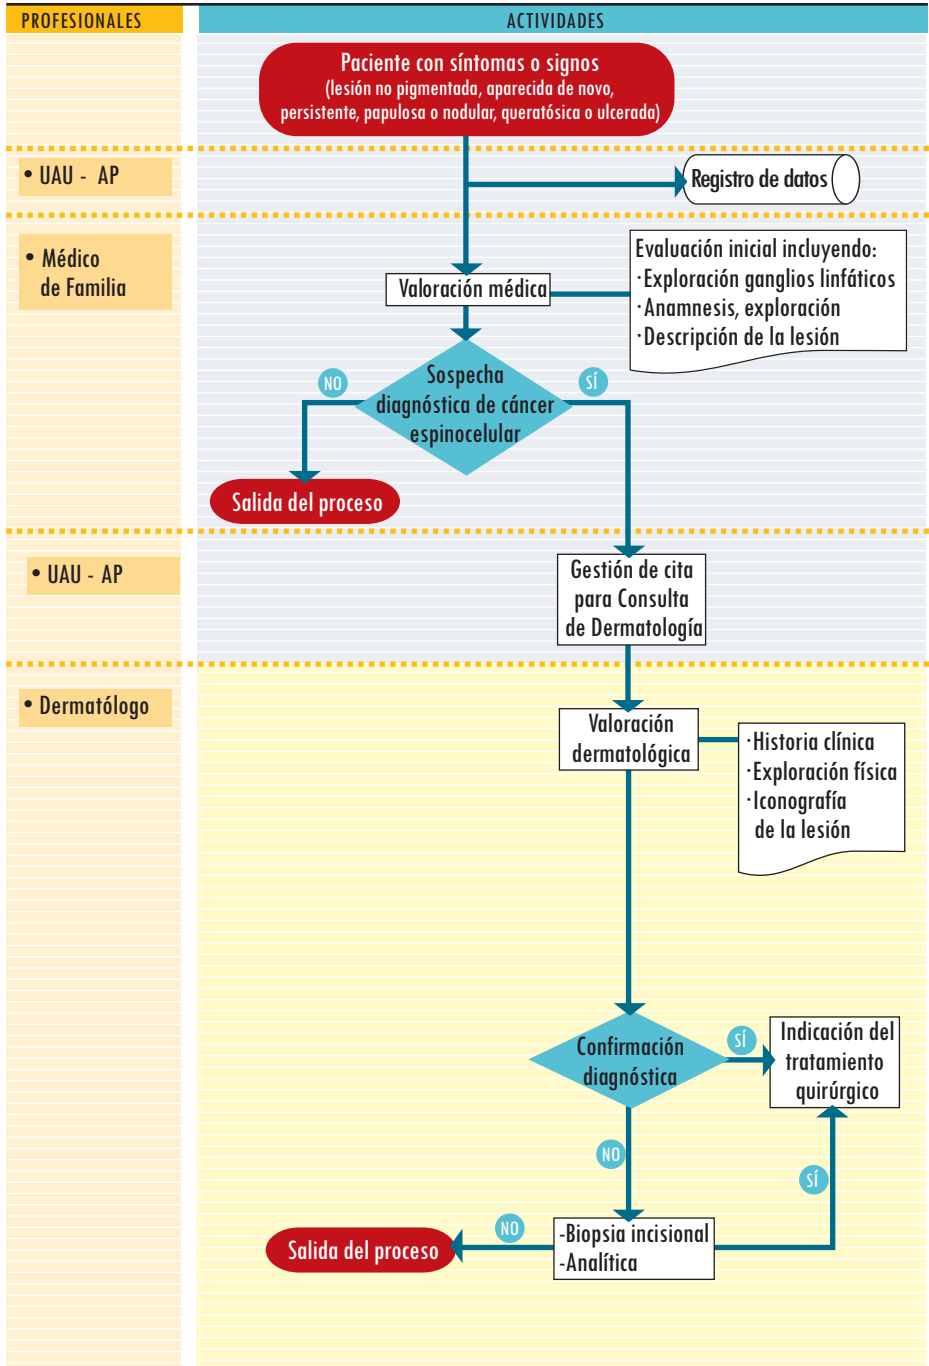 PROFESIONALES
ACTIVIDADES
Paciente con síntomas o signos
(lesión no pigmentada, aparecida de novo,
persistente, papulosa o nodular, queratósica o ulcerada)
• UAU - AP
Registro de datos
• Médico
de Familia
Valoración médica
Evaluación inicial incluyendo:
·Exploración ganglios linfáticos
·Anamnesis, exploración
·Descripción de la lesión
Sospecha
diagnóstica de cáncer
espinocelular
NO
SÍ
Salida del proceso
• UAU - AP
Gestión de cita
para Consulta
de Dermatología
• Dermatólogo
Valoración
dermatológica
·Historia clínica
·Exploración física
·Iconografía
de la lesión
Confirmación
diagnóstica
SÍ
Indicación del
tratamiento
quirúrgico
NO
SÍ
-Biopsia incisional
-Analítica
NO
Salida del proceso